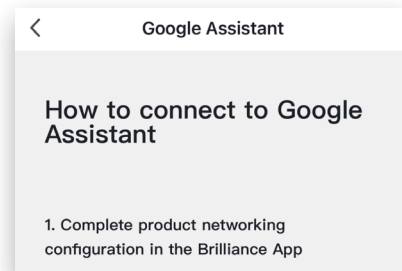 Google Assistant
How to connect to Google
Assistant
1. Complete product networking
configuration in the Brilliance App